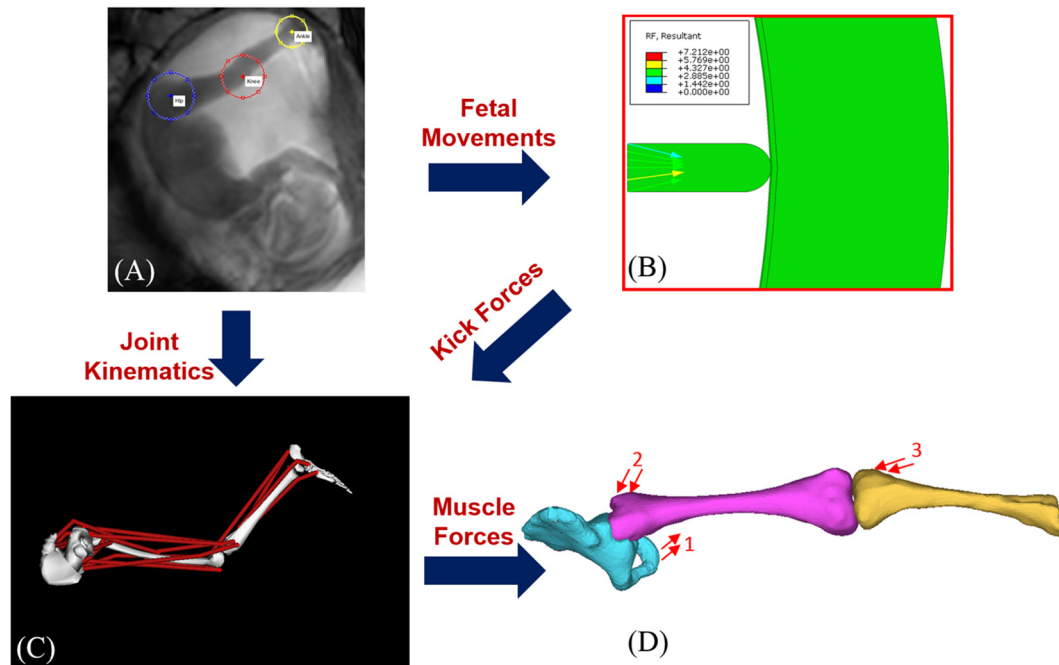 Ankle
Knee
Hip
(A)
Fetal
Movements
RF, Resultant
+7.212e+00
+5.769e+00
+4.327e+00
+2.885e+00
+1.442e+00
+0.000e+00
(B)
Joint
Kinematics
Kick Forces
(C)
Muscle
Forces
2
3
1
(D)